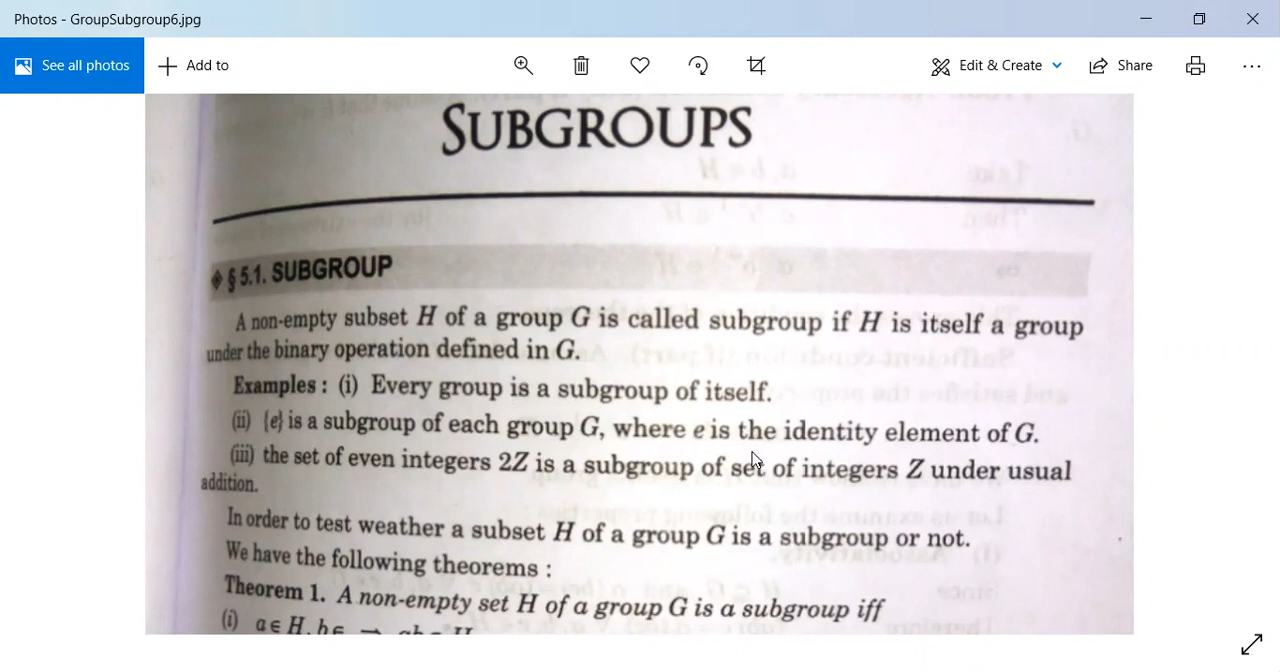 Photos - GroupSubgroup6.jpg
See all photos
Add to
Edit & Create
Share
SUBGROUPS
§ 5.1. SUBGROUP
A non-empty subset H of a group G is called subgroup if H is itself a group
under the binary operation defined in G.
Examples : (i) Every group is a subgroup of itself.
(ii) {e} is a subgroup of each group G, where e is the identity element of G.
(iii) the set of even integers 2Z is a subgroup of set of integers Z under usual
addition.
In order to test weather a subset H of a group G is a subgroup or not.
We have the following theorems :
Theorem 1. A non-empty set H of a group G is a subgroup iff
(i) a ∈ H, b ∈